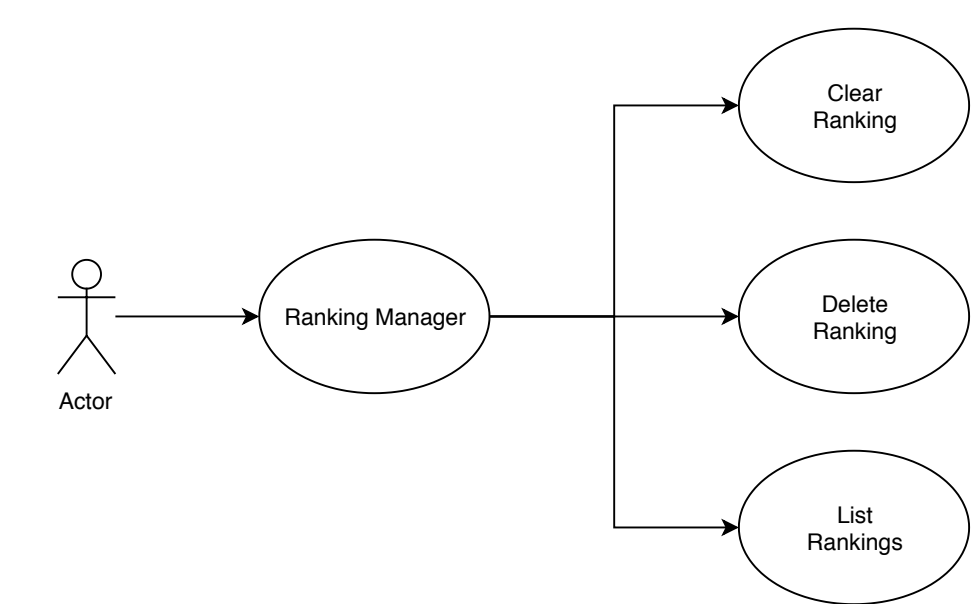 Clear
Ranking
Ranking Manager
Delete
Ranking
Actor
List
Rankings